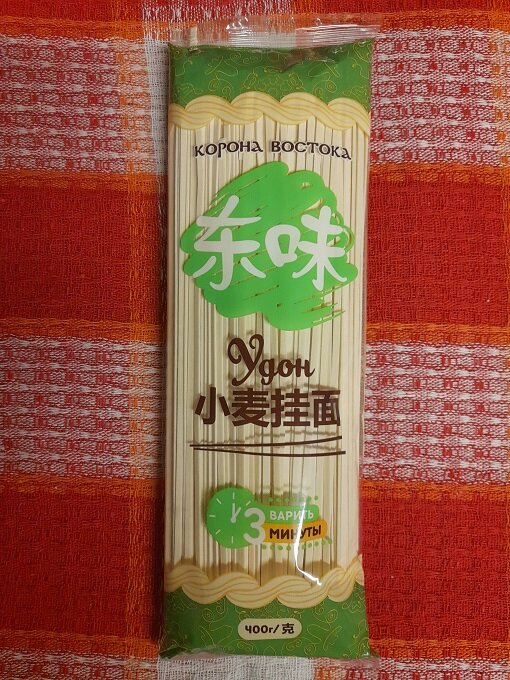 КОРОНА ВОСТОКА
东味
Удон
小麦挂面
3 ВАРИТЬ
МИНУТЫ
400г/克